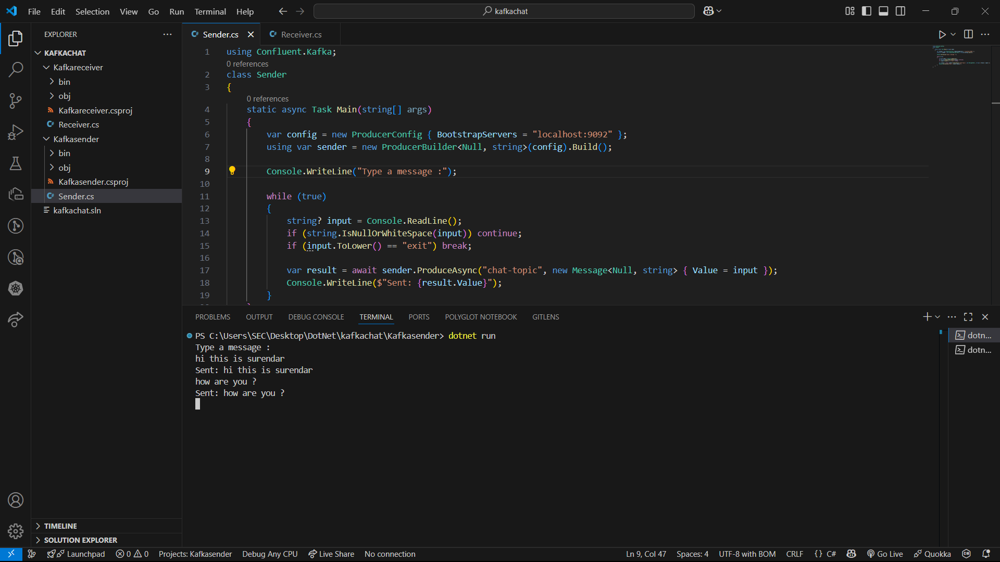 File Edit Selection View Go Run Terminal Help
kafkachat
EXPLORER
KAFKACHAT
Kafkareceiver
bin
obj
Kafkareceiver.csproj
Receiver.cs
Kafkasender
bin
obj
Kafkasender.csproj
Sender.cs
kafkachat.sln
TIMELINE
SOLUTION EXPLORER
Sender.cs Receiver.cs
1 using Confluent.Kafka;
0 references
2 class Sender
3 {
0 references
4 static async Task Main(string[] args)
5 {
6 var config = new ProducerConfig { BootstrapServers = "localhost:9092" };
7 using var sender = new ProducerBuilder<Null, string>(config).Build();
8
9 Console.WriteLine("Type a message :");
10
11 while (true)
12 {
13 string? input = Console.ReadLine();
14 if (string.IsNullOrWhiteSpace(input)) continue;
15 if (input.ToLower() == "exit") break;
16
17 var result = await sender.ProduceAsync("chat-topic", new Message<Null, string> { Value = input });
18 Console.WriteLine($"Sent: {result.Value}");
19 }
PROBLEMS OUTPUT DEBUG CONSOLE TERMINAL PORTS POLYGLOT NOTEBOOK GITLENS
PS C:\Users\SEC\Desktop\DotNet\kafkachat\Kafkasender> dotnet run
Type a message :
hi this is surendar
Sent: hi this is surendar
how are you ?
Sent: how are you ?
dotn...
dotn...
Launchpad 0 0 Projects: Kafkasender Debug Any CPU Live Share No connection Ln 9, Col 47 Spaces: 4 UTF-8 with BOM CRLF {} C# Go Live Quokka